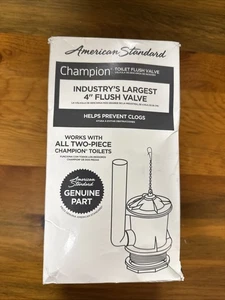 American Standard
Champion® TOILET FLUSH VALVE
INDUSTRY'S LARGEST
4" FLUSH VALVE
HELPS PREVENT CLOGS
WORKS WITH
ALL TWO-PIECE
CHAMPION® TOILETS
American Standard
GENUINE
PART